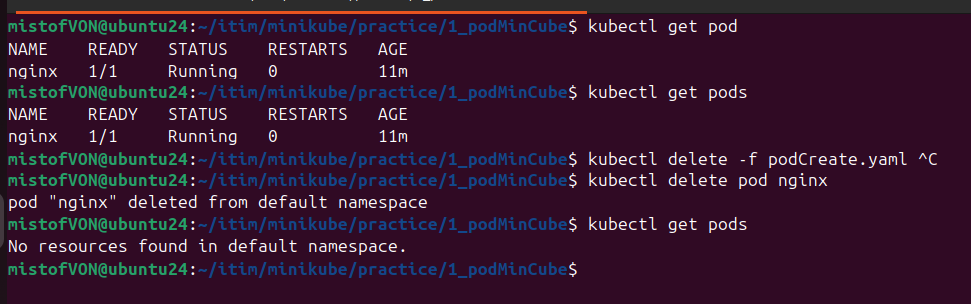 mistofVON@ubuntu24:~/itim/minikube/practice/1_podMinCube$ kubectl get pod
NAME READY STATUS RESTARTS AGE
nginx 1/1 Running 0 11m
mistofVON@ubuntu24:~/itim/minikube/practice/1_podMinCube$ kubectl get pods
NAME READY STATUS RESTARTS AGE
nginx 1/1 Running 0 11m
mistofVON@ubuntu24:~/itim/minikube/practice/1_podMinCube$ kubectl delete -f podCreate.yaml ^C
mistofVON@ubuntu24:~/itim/minikube/practice/1_podMinCube$ kubectl delete pod nginx
pod "nginx" deleted from default namespace
mistofVON@ubuntu24:~/itim/minikube/practice/1_podMinCube$ kubectl get pods
No resources found in default namespace.
mistofVON@ubuntu24:~/itim/minikube/practice/1_podMinCube$